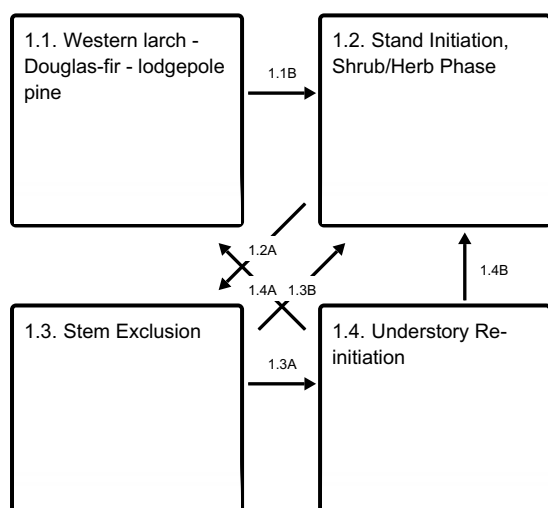 1.1. Western larch -
Douglas-fir - lodgepole
pine
1.1B
1.2. Stand Initiation,
Shrub/Herb Phase
1.2A
1.4A
1.3B
1.4B
1.3. Stem Exclusion
1.3A
1.4. Understory Re-
initiation